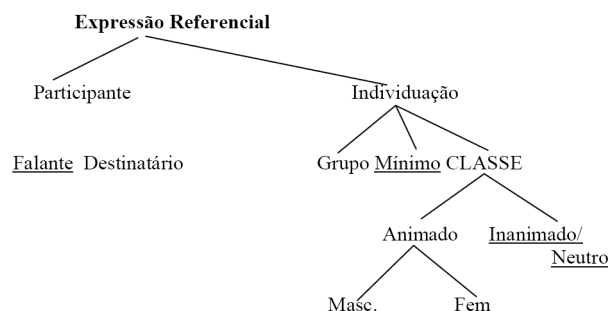 Expressão Referencial
Participante Individuação
Falante Destinatário Grupo Mínimo CLASSE
Animado Inanimado/
Neutro
Masc. Fem